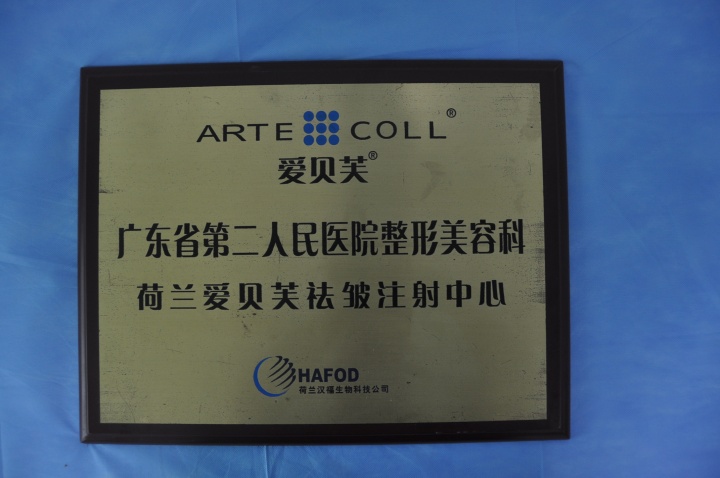 ARTE COLL®
爱贝芙®
广东省第二人民医院整形美容科
荷兰爱贝芙祛皱注射中心
HAFOD
荷兰汉福生物科技公司